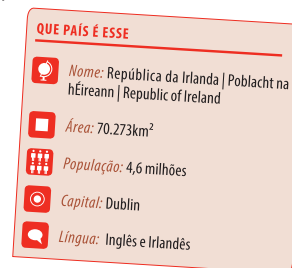 QUE PAÍS É ESSE
Nome: República da Irlanda | Poblacht na
hÉireann | Republic of Ireland
Área: 70.273km²
População: 4,6 milhões
Capital: Dublin
Língua: Inglês e Irlandês